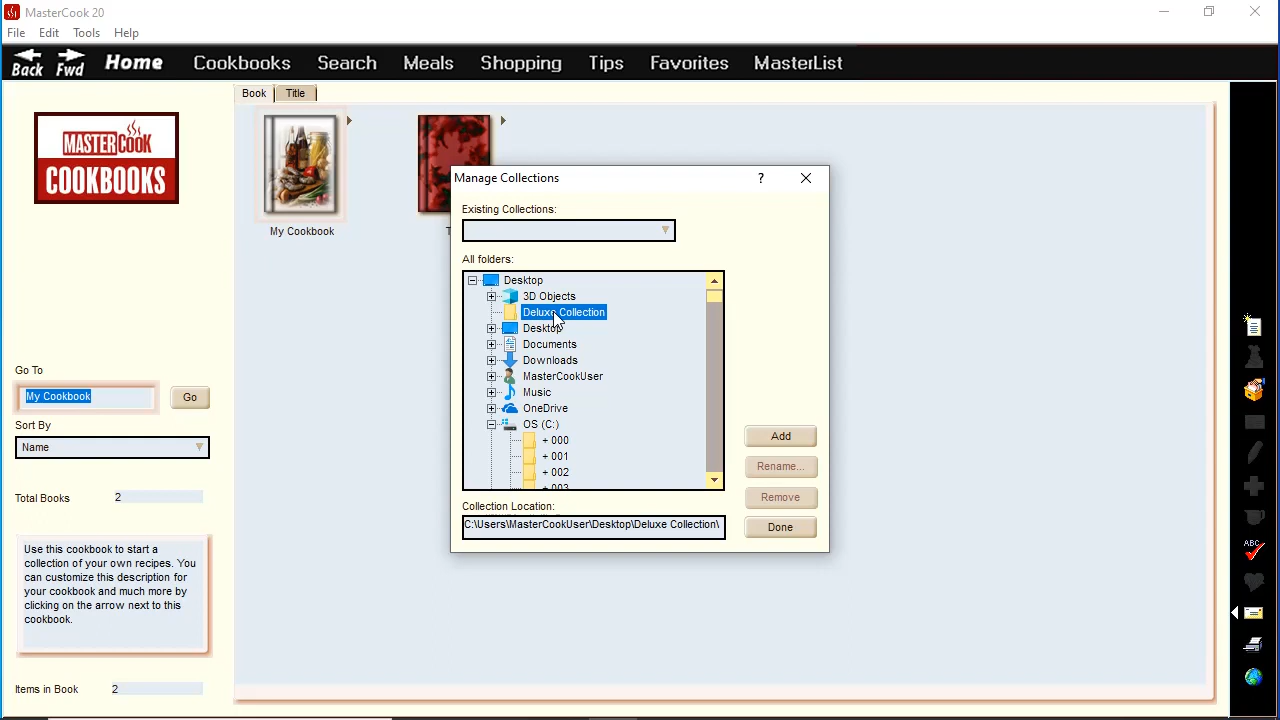 MasterCook 20
File Edit Tools Help
Back Fwd Home Cookbooks Search Meals Shopping Tips Favorites MasterList
Book Title
MASTERCOOK
COOKBOOKS
My Cookbook
T
Manage Collections ?
Existing Collections:
All folders:
Desktop
3D Objects
Deluxe Collection
Desktop
Documents
Downloads
MasterCookUser
Music
OneDrive
OS (C:)
+ 000
+ 001
+ 002
+ 003
Collection Location:
C:\Users\MasterCookUser\Desktop\Deluxe Collection\
Add
Rename...
Remove
Done
Go To
My Cookbook Go
Sort By
Name
Total Books 2
Use this cookbook to start a
collection of your own recipes. You
can customize this description for
your cookbook and much more by
clicking on the arrow next to this
cookbook.
Items in Book 2
ABC